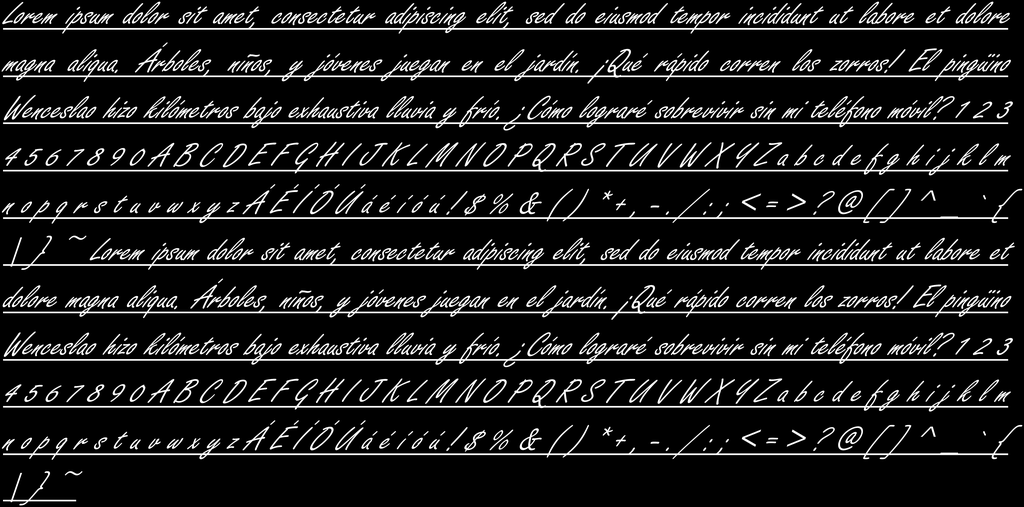 Lorem ipsum dolor sit amet, consectetur adipiscing elit, sed do eiusmod tempor incididunt ut labore et dolore
magna aliqua. Árboles, niños, y jóvenes juegan en el jardín. ¡Qué rápido corren los zorros! El pingüino
Wenceslao hizo kilómetros bajo exhaustiva lluvia y frío. ¿Cómo lograré sobrevivir sin mi teléfono móvil? 1 2 3
4 5 6 7 8 9 0 A B C D E F G H I J K L M N O P Q R S T U V W X Y Z a b c d e f g h i j k l m
n o p q r s t u v w x y z Á É Í Ó Ú á é í ó ú ! $ % & ( ) * + , - . / : ; < = > ? @ [ ] ^ _ ` {
| } ~ Lorem ipsum dolor sit amet, consectetur adipiscing elit, sed do eiusmod tempor incididunt ut labore et
dolore magna aliqua. Árboles, niños, y jóvenes juegan en el jardín. ¡Qué rápido corren los zorros! El pingüino
Wenceslao hizo kilómetros bajo exhaustiva lluvia y frío. ¿Cómo lograré sobrevivir sin mi teléfono móvil? 1 2 3
4 5 6 7 8 9 0 A B C D E F G H I J K L M N O P Q R S T U V W X Y Z a b c d e f g h i j k l m
n o p q r s t u v w x y z Á É Í Ó Ú á é í ó ú ! $ % & ( ) * + , - . / : ; < = > ? @ [ ] ^ _ ` {
| } ~